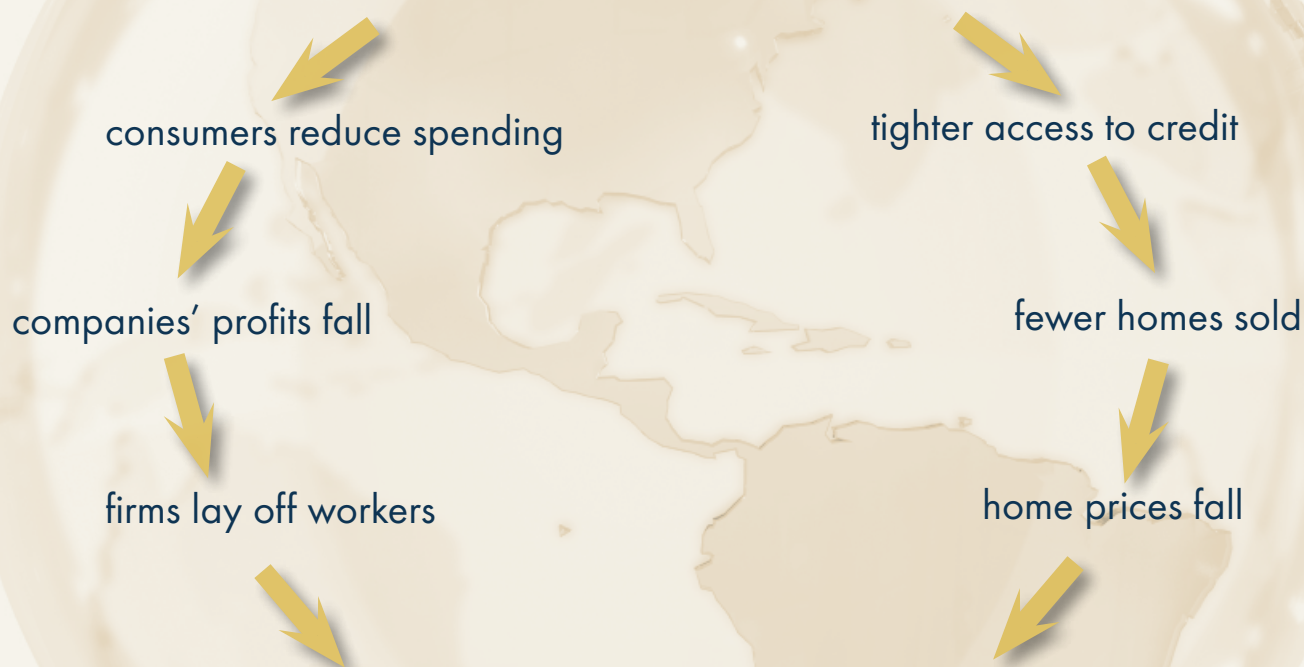 consumers reduce spending
tighter access to credit
companies’ profits fall
fewer homes sold
firms lay off workers
home prices fall